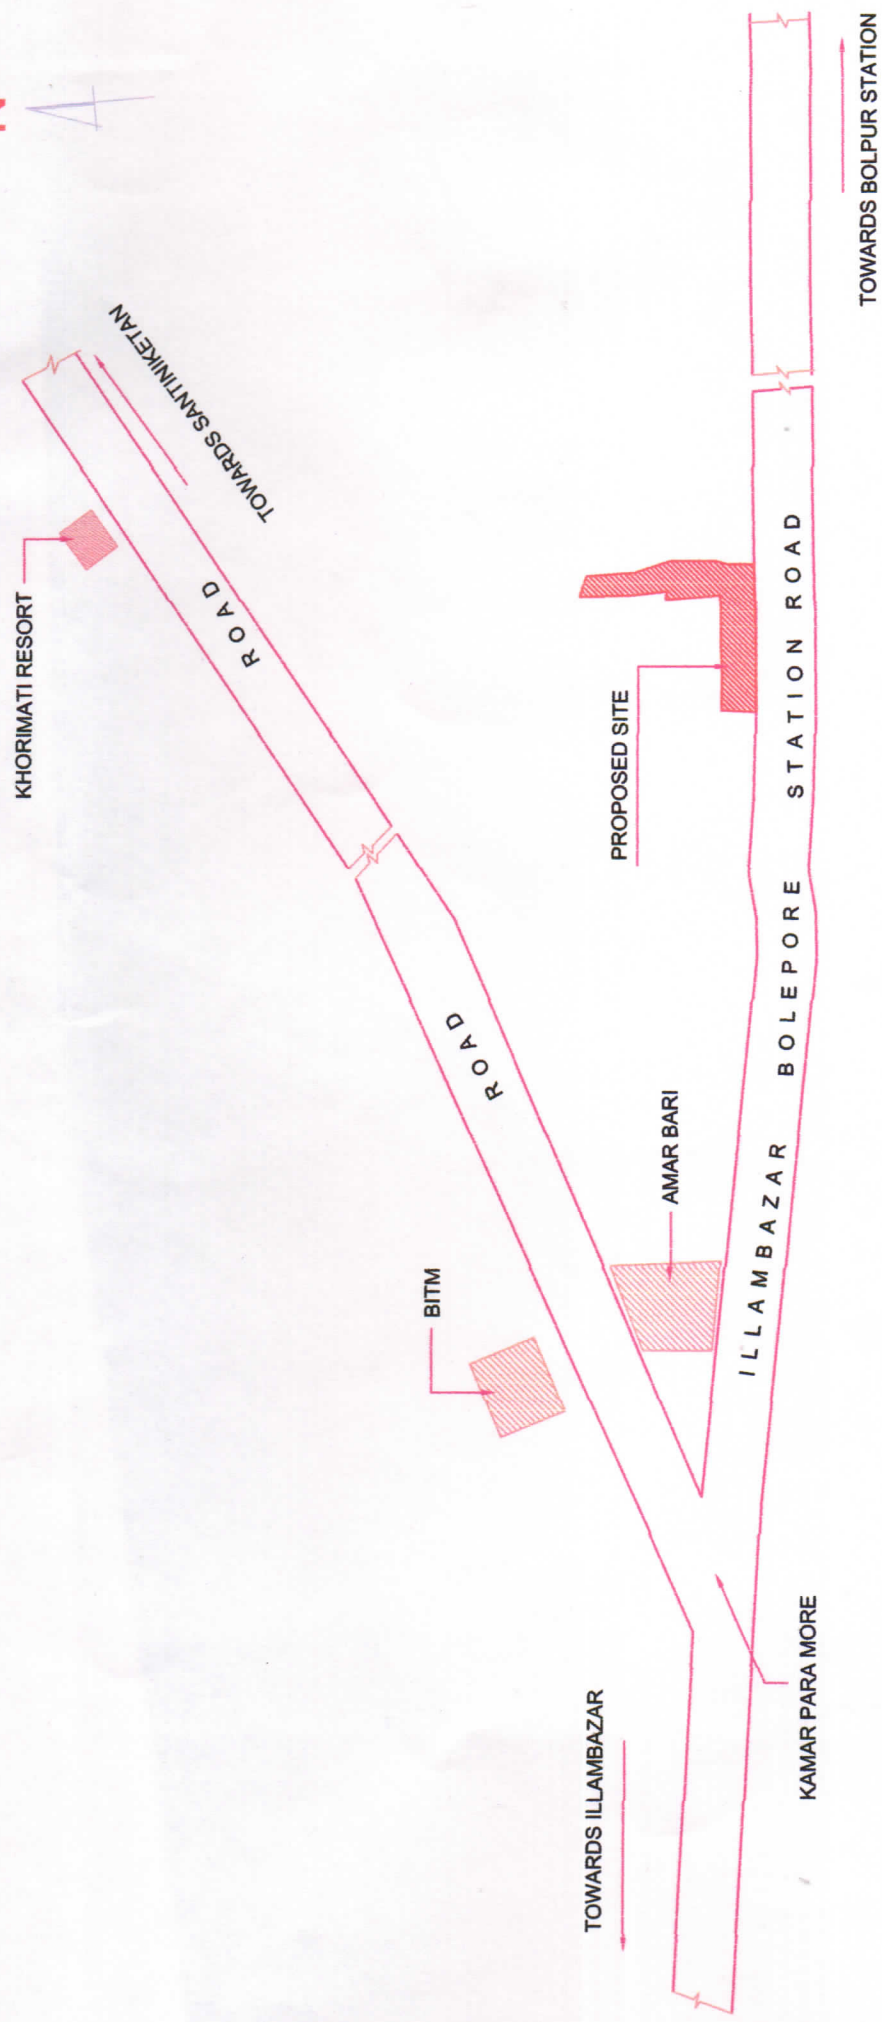 N
KHORIMATI RESORT
TOWARDS SANTINIKETAN
ROAD
ROAD
BITM
AMAR BARI
PROPOSED SITE
TOWARDS ILLAMBAZAR
KAMAR PARA MORE
ILLAMBAZAR BOLEPORE STATION ROAD
TOWARDS BOLPUR STATION